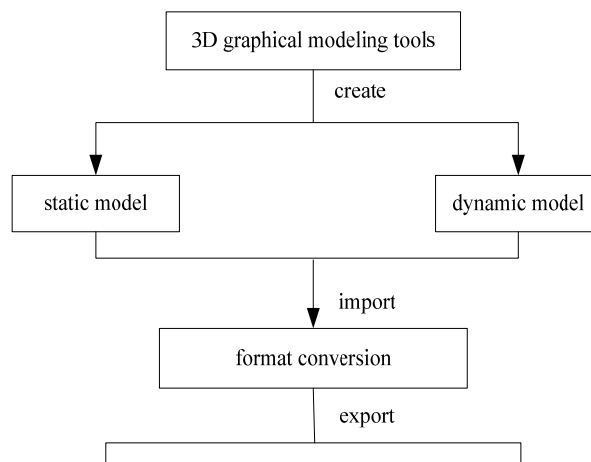 3D graphical modeling tools
create
static model
dynamic model
import
format conversion
export